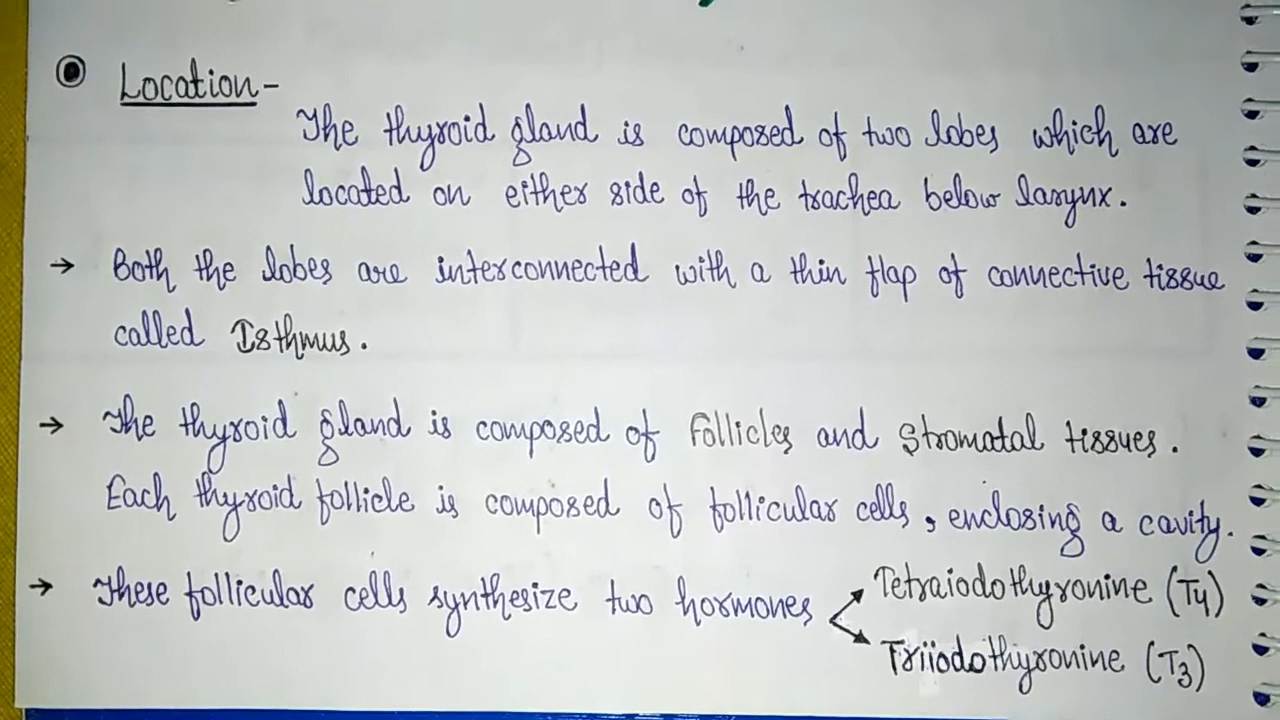 Location-
The thyroid gland is composed of two lobes which are
located on either side of the trachea below larynx.
→ Both the lobes are interconnected with a thin flap of connective tissue
called Isthmus.
→ The thyroid gland is composed of Follicles and Stromatal tissues.
Each thyroid follicle is composed of follicular cells, enclosing a cavity.
→ These follicular cells synthesize two hormones Tetraiodothyronine (T4)
Triiodothyronine (T3)